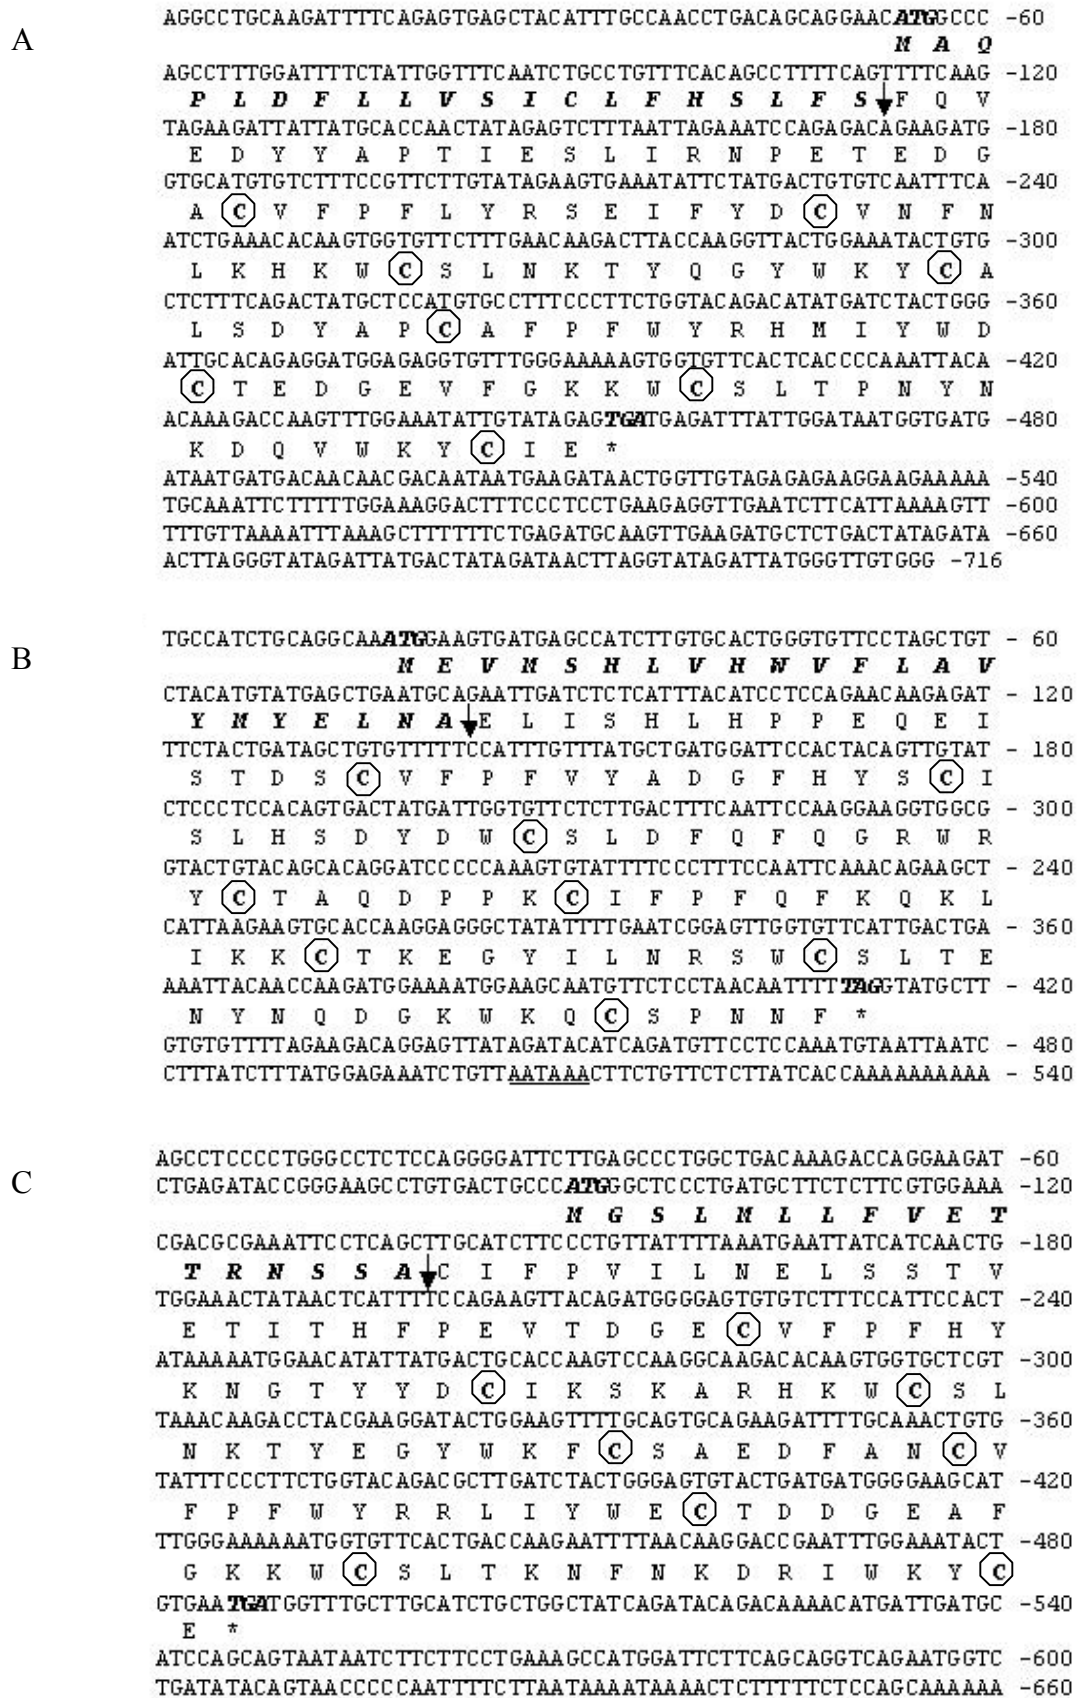 A
AGGCCTGCAAGATTTTCAGAGTGAGCTACATTTGCCAACCTGACAGCAGGAACATGGCCC -60
M A Q
AGCCTTTGGATTTTCTATTGGTTTCAATCTGCCTGTTTCACAGCCTTTTCAGTTTTCAAG -120
P L D F L L V S I C L F H S L F S F Q V
TAGAAGATTATTATGCACCAACTATAGAGTCTTTAATTAGAAATCCAGAGACAGAAGATG -180
E D Y Y A P T I E S L I R N P E T E D G
GTGCATGTGTCTTTCCGTTCTTGTATAGAAGTGAAATATTCTATGACTGTGTCAATTTCA -240
A C V F P F L Y R S E I F Y D C V N F N
ATCTGAAACACAAGTGGTGTTCTTTGAACAAGACTTACCAAGGTTACTGGAAATACTGTG -300
L K H K W C S L N K T Y Q G Y W K Y C A
CTCTTTCAGACTATGCTCCATGTGCCTTTCCCTTCTGGTACAGACATATGATCTACTGGG -360
L S D Y A P C A F P F W Y R H M I Y W D
ATTGCACAGAGGATGGAGAGGTGTTTGGGAAAAAGTGGTGTTCACTCACCCCAAATTACA -420
C T E D G E V F G K K W C S L T P N Y N
ACAAAGACCAAGTTTGGAAATATTGTATAGAGTGATGAGATTTATTGGATAATGGTGATG -480
K D Q V W K Y C I E *
ATAATGATGACAACAACGACAATAATGAAGATAACTGGTTGTAGAGAGAAGGAAGAAAAA -540
TGCAAATTCTTTTTGGAAAGGACTTTCCCTCCTGAAGAGGTTGAATCTTCATTAAAAGTT -600
TTTGTTAAAATTTAAAGCTTTTTTCTGAGATGCAAGTTGAAGATGCTCTGACTATAGATA -660
ACTTAGGGTATAGATTATGACTATAGATAACTTAGGTATAGATTATGGGTTGTGGG -716
B
TGCCATCTGCAGGCAAATGGAAGTGATGAGCCATCTTGTGCACTGGGTGTTCCTAGCTGT - 60
M E V M S H L V H W V F L A V
CTACATGTATGAGCTGAATGCAGAATTGATCTCTCATTTACATCCTCCAGAACAAGAGAT - 120
Y M Y E L N A E L I S H L H P P E Q E I
TTCTACTGATAGCTGTGTTTTTCCATTTGTTTATGCTGATGGATTCCACTACAGTTGTAT - 180
S T D S C V F P F V Y A D G F H Y S C I
CTCCCTCCACAGTGACTATGATTGGTGTTCTCTTGACTTTCAATTCCAAGGAAGGTGGCG - 300
S L H S D Y D W C S L D F Q F Q G R W R
GTACTGTACAGCACAGGATCCCCCAAAGTGTATTTTCCCTTTCCAATTCAAACAGAAGCT - 240
Y C T A Q D P P K C I F P F Q F K Q K L
CATTAAGAAGTGCACCAAGGAGGGCTATATTTTGAATCGGAGTTGGTGTTCATTGACTGA - 360
I K K C T K E G Y I L N R S W C S L T E
AAATTACAACCAAGATGGAAAATGGAAGCAATGTTCTCCTAACAATTTTTAGGTATGCTT - 420
N Y N Q D G K W K Q C S P N N F *
GTGTGTTTTAGAAGACAGGAGTTATAGATACATCAGATGTTCCTCCAAATGTAATTAATC - 480
CTTTATCTTTATGGAGAAATCTGTTAATAAACTTCTGTTCTCTTATCACCAAAAAAAAAA - 540
C
AGCCTCCCCTGGGCCTCTCCAGGGGATTCTTGAGCCCTGGCTGACAAAGACCAGGAAGAT -60
CTGAGATACCGGGAAGCCTGTGACTGCCCATGGGCTCCCTGATGCTTCTCTTCGTGGAAA -120
M G S L M L L F V E T
CGACGCGAAATTCCTCAGCTTGCATCTTCCCTGTTATTTTAAATGAATTATCATCAACTG -180
T R N S S A C I F P V I L N E L S S T V
TGGAAACTATAACTCATTTTCCAGAAGTTACAGATGGGGAGTGTGTCTTTCCATTCCACT -240
E T I T H F P E V T D G E C V F P F H Y
ATAAAAATGGAACATATTATGACTGCACCAAGTCCAAGGCAAGACACAAGTGGTGCTCGT -300
K N G T Y Y D C I K S K A R H K W C S L
TAAACAAGACCTACGAAGGATACTGGAAGTTTTGCAGTGCAGAAGATTTTGCAAACTGTG -360
N K T Y E G Y W K F C S A E D F A N C V
TATTTCCCTTCTGGTACAGACGCTTGATCTACTGGGAGTGTACTGATGATGGGGAAGCAT -420
F P F W Y R R L I Y W E C T D D G E A F
TTGGGAAAAAATGGTGTTCACTGACCAAGAATTTTAACAAGGACCGAATTTGGAAATACT -480
G K K W C S L T K N F N K D R I W K Y C
GTGAATGATGGTTTGCTTGCATCTGCTGGCTATCAGATACAGACAAAACATGATTGATGC -540
E *
ATCCAGCAGTAATAATCTTCTTCCTGAAAGCCATGGATTCTTCAGCAGGTCAGAATGGTC -600
TGATATACAGTAACCCCCAATTTTCTTAATAAAATAAAACTCTTTTTCTCCAGCAAAAAA -660